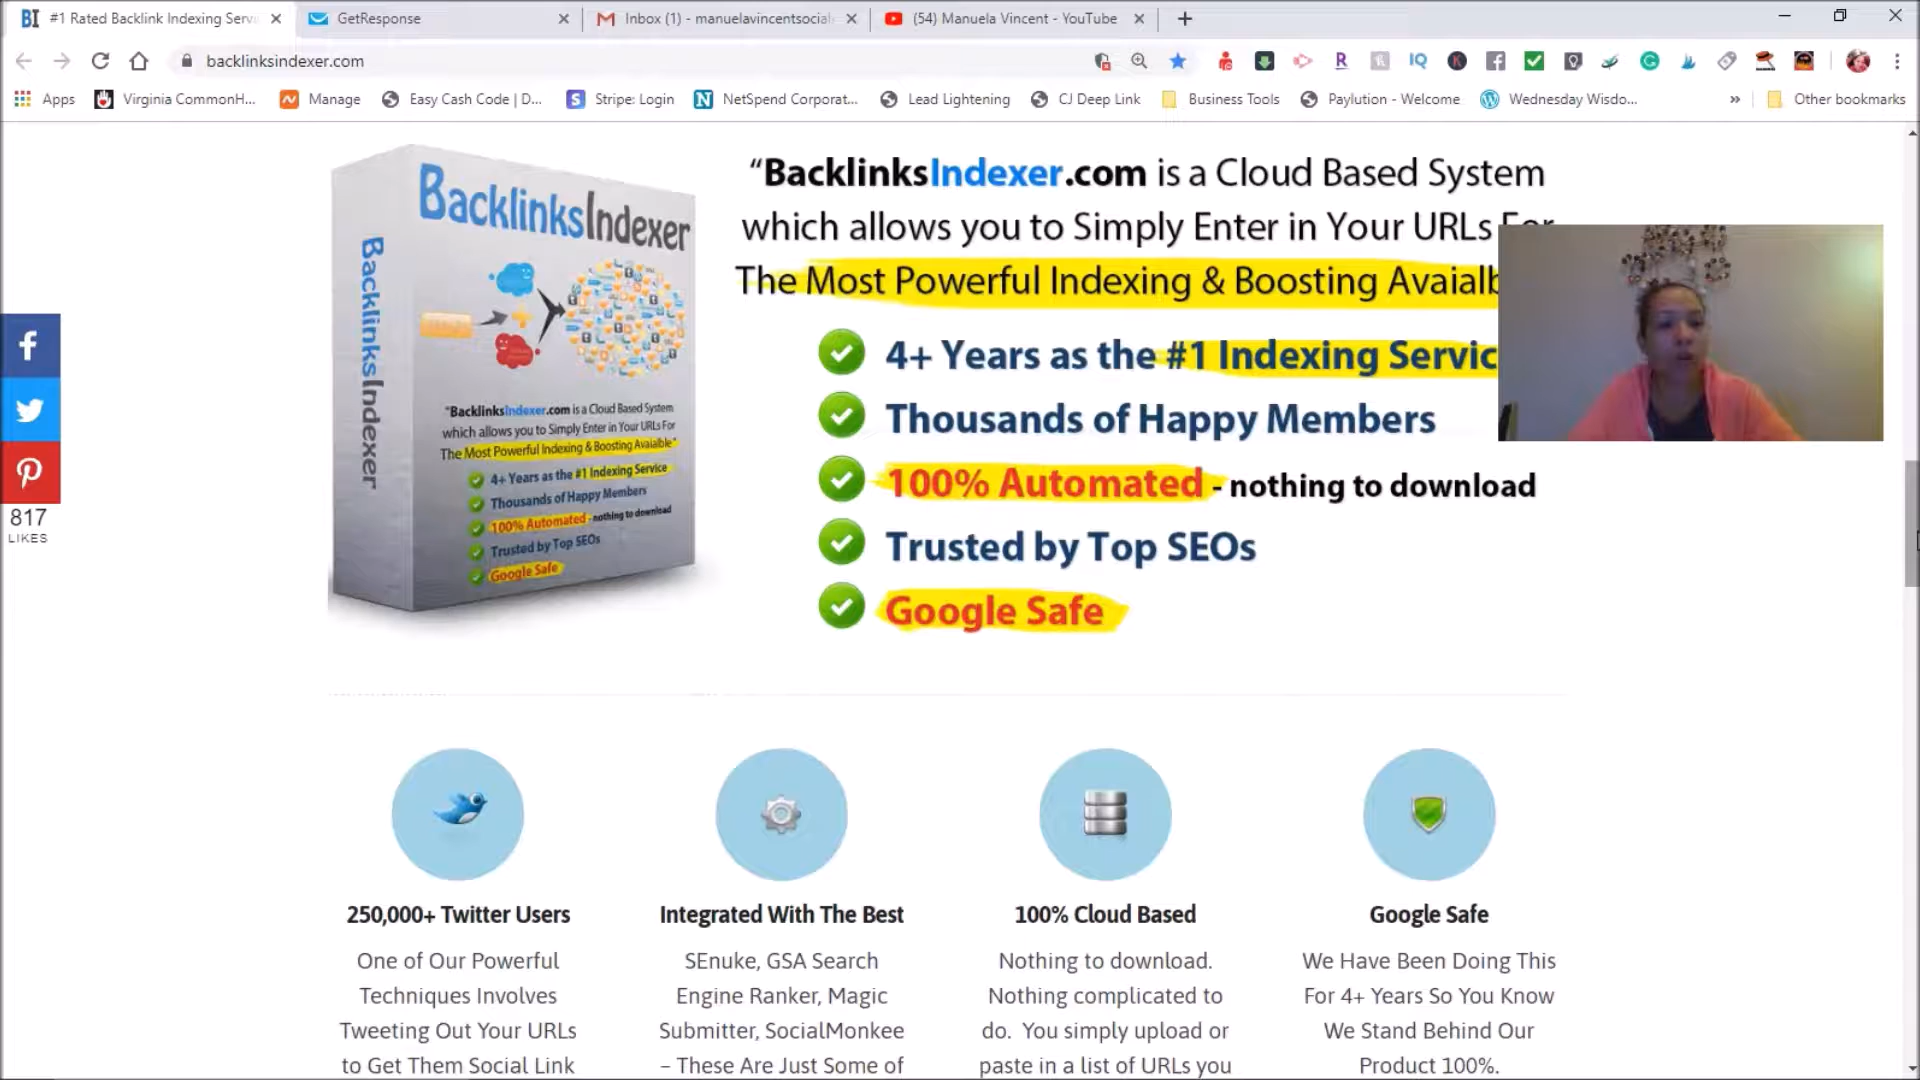 #1 Rated Backlink Indexing Servi
GetResponse
Inbox (1) - manuelavincentsocial
(54) Manuela Vincent - YouTube
backlinksindexer.com
Apps
Virginia CommonH...
Manage
Easy Cash Code | D...
Stripe: Login
NetSpend Corporat...
Lead Lightening
CJ Deep Link
Business Tools
Paylution - Welcome
Wednesday Wisdo...
Other bookmarks
BacklinksIndexer
BacklinksIndexer
"BacklinksIndexer.com is a Cloud Based System
which allows you to Simply Enter in Your URLs For
The Most Powerful Indexing & Boosting Avaialble"
4+ Years as the #1 Indexing Service
Thousands of Happy Members
100% Automated - nothing to download
Trusted by Top SEOs
Google Safe
“BacklinksIndexer.com is a Cloud Based System
which allows you to Simply Enter in Your URLs For
The Most Powerful Indexing & Boosting Avaialb
4+ Years as the #1 Indexing Servic
Thousands of Happy Members
100% Automated - nothing to download
Trusted by Top SEOs
Google Safe
817
LIKES
250,000+ Twitter Users
One of Our Powerful
Techniques Involves
Tweeting Out Your URLs
to Get Them Social Link
Integrated With The Best
SEnuke, GSA Search
Engine Ranker, Magic
Submitter, SocialMonkee
– These Are Just Some of
100% Cloud Based
Nothing to download.
Nothing complicated to
do. You simply upload or
paste in a list of URLs you
Google Safe
We Have Been Doing This
For 4+ Years So You Know
We Stand Behind Our
Product 100%.